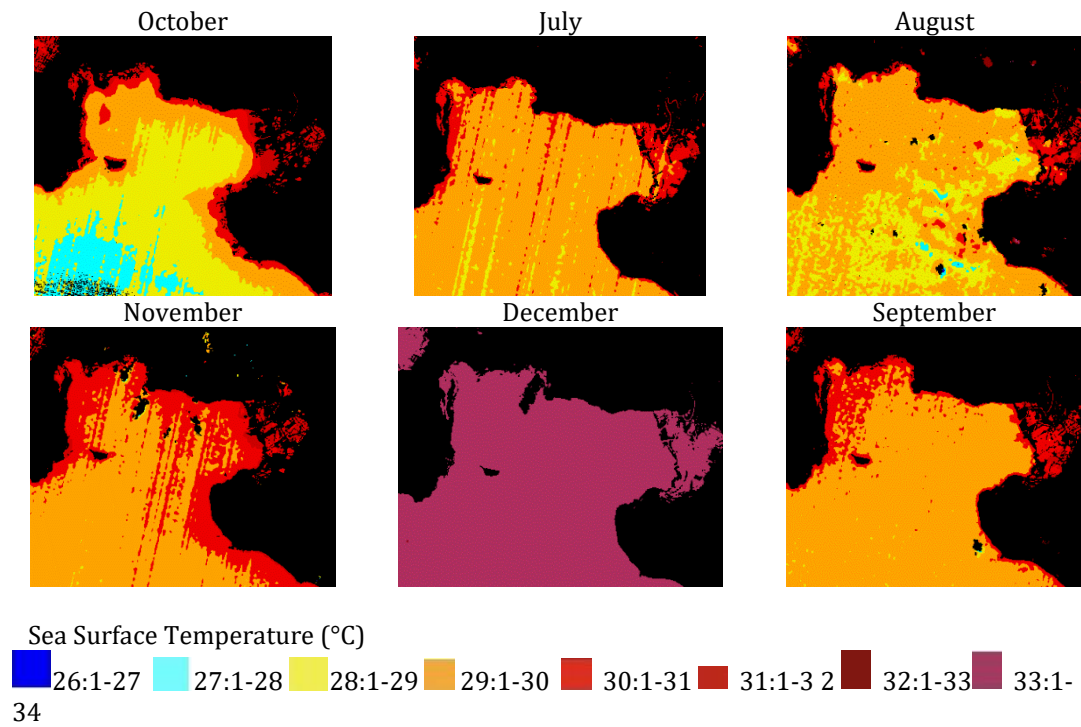 October July August
November December September
Sea Surface Temperature (°C)
26:1-27 27:1-28 28:1-29 29:1-30 30:1-31 31:1-3 2 32:1-33 33:1-
34